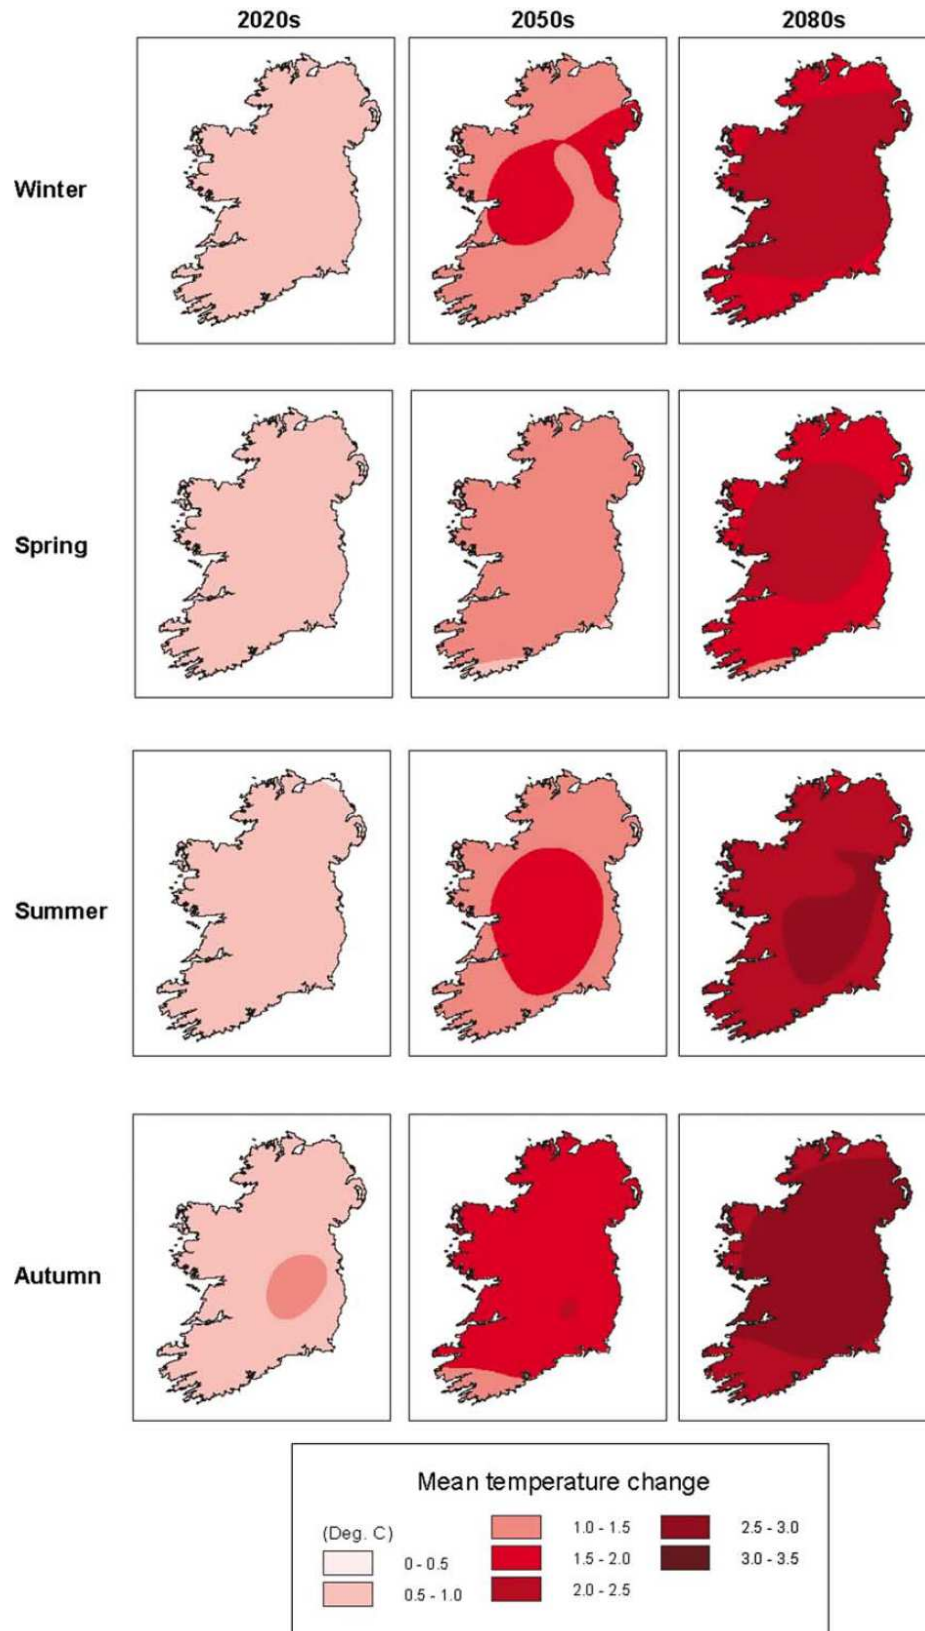 2020s 2050s 2080s
Winter
Spring
Summer
Autumn
Mean temperature change
(Deg. C)
0 - 0.5
0.5 - 1.0
1.0 - 1.5
1.5 - 2.0
2.0 - 2.5
2.5 - 3.0
3.0 - 3.5